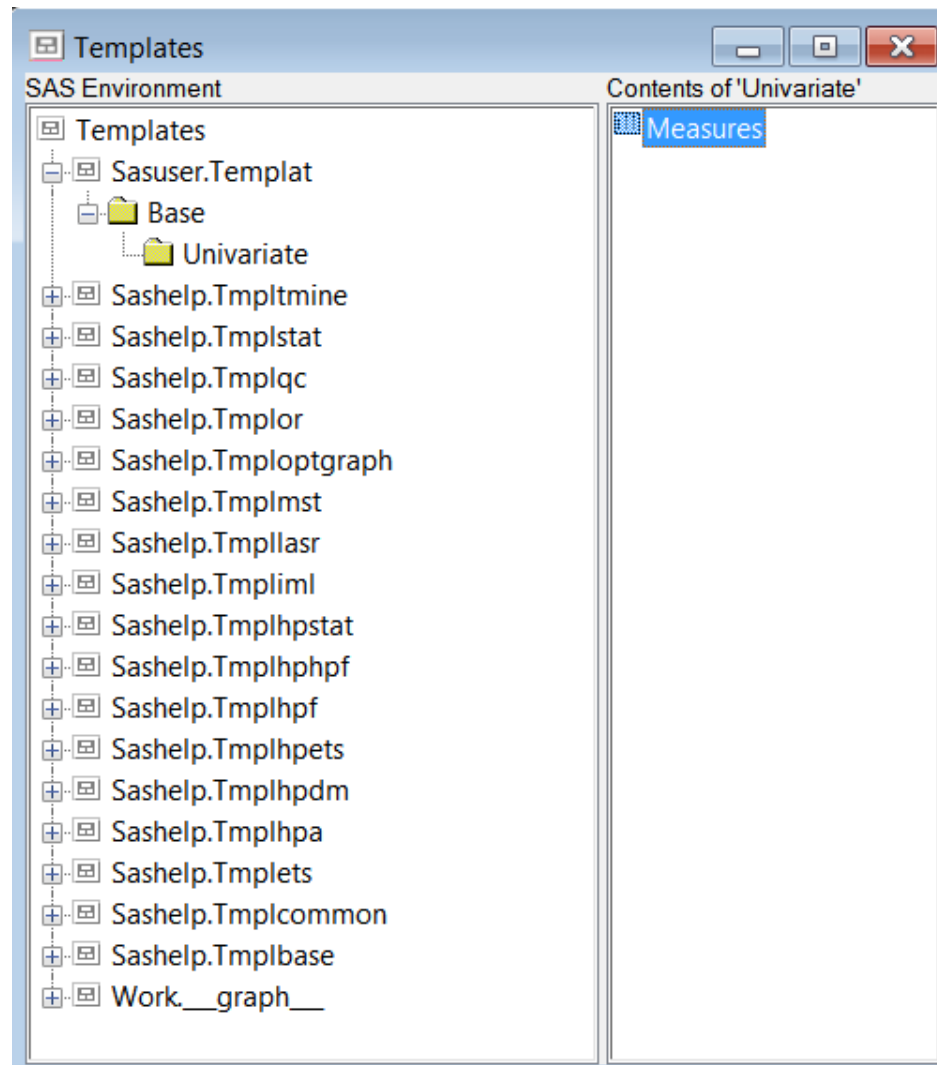 Templates
SAS Environment
Contents of 'Univariate'
Templates
Measures
Sasuser.Templat
Base
Univariate
Sashelp.Tmpltmine
Sashelp.Tmplstat
Sashelp.Tmplqc
Sashelp.Tmplor
Sashelp.Tmploptgraph
Sashelp.Tmplmst
Sashelp.Tmpllasr
Sashelp.Tmpliml
Sashelp.Tmplhpstat
Sashelp.Tmplhphpf
Sashelp.Tmplhpf
Sashelp.Tmplhpets
Sashelp.Tmplhpdm
Sashelp.Tmplhpa
Sashelp.Tmplets
Sashelp.Tmplcommon
Sashelp.Tmplbase
Work.__graph__